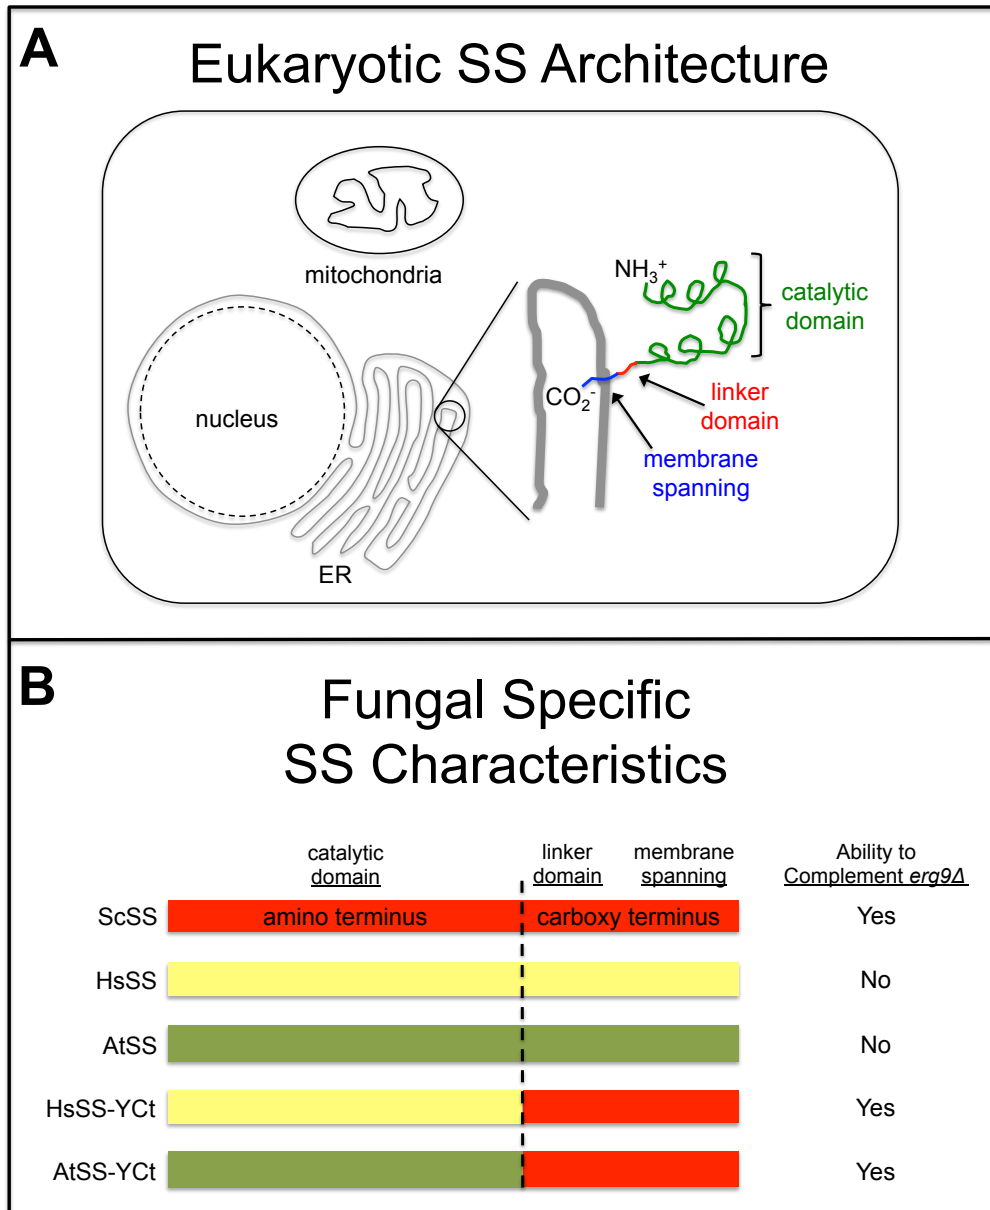 A
Eukaryotic SS Architecture
mitochondria
NH₃⁺
catalytic
domain
nucleus
CO₂⁻
linker
domain
membrane
spanning
ER
B
Fungal Specific
SS Characteristics
catalytic
domain
linker
domain
membrane
spanning
Ability to
Complement erg9Δ
ScSS amino terminus carboxy terminus Yes
HsSS No
AtSS No
HsSS-YCt Yes
AtSS-YCt Yes